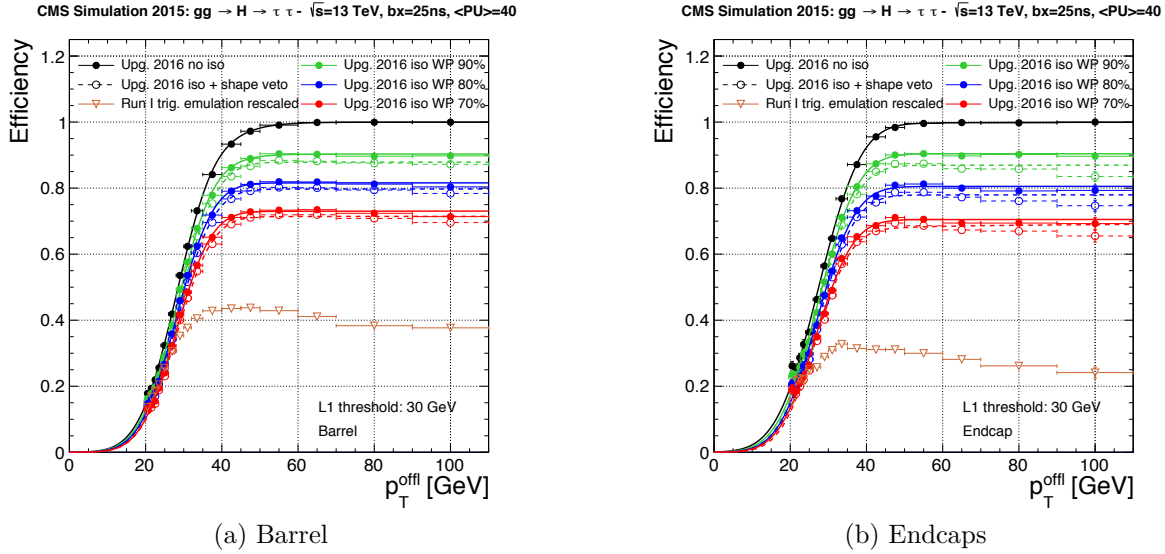 CMS Simulation 2015: gg → H → τ τ - √s=13 TeV, bx=25ns, <PU>=40
Efficiency
1.2
1
0.8
0.6
0.4
0.2
0
Upg. 2016 no iso
Upg. 2016 iso + shape veto
Run I trig. emulation rescaled
Upg. 2016 iso WP 90%
Upg. 2016 iso WP 80%
Upg. 2016 iso WP 70%
L1 threshold: 30 GeV
Barrel
0 20 40 60 80 100
p_T^offl [GeV]
(a) Barrel
CMS Simulation 2015: gg → H → τ τ - √s=13 TeV, bx=25ns, <PU>=40
Efficiency
1.2
1
0.8
0.6
0.4
0.2
0
Upg. 2016 no iso
Upg. 2016 iso + shape veto
Run I trig. emulation rescaled
Upg. 2016 iso WP 90%
Upg. 2016 iso WP 80%
Upg. 2016 iso WP 70%
L1 threshold: 30 GeV
Endcap
0 20 40 60 80 100
p_T^offl [GeV]
(b) Endcaps